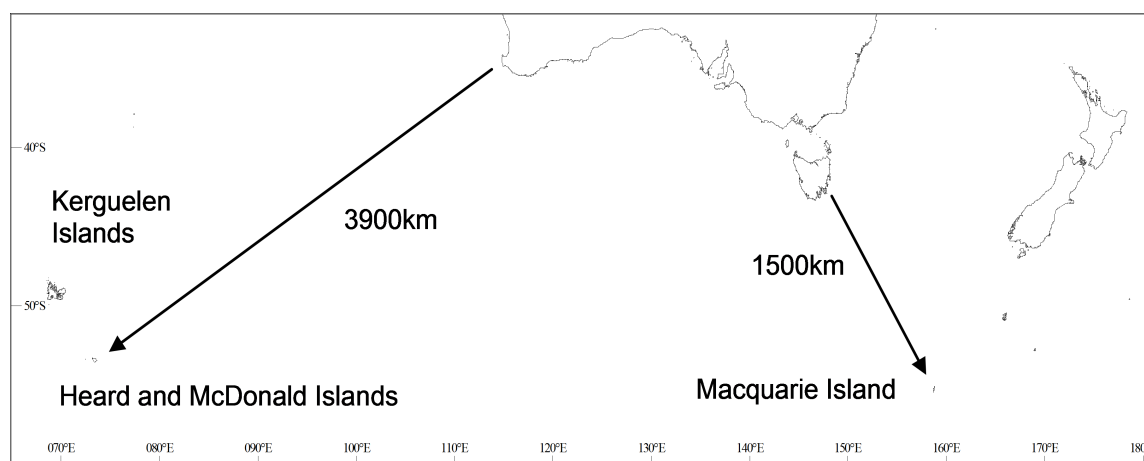 40°S
Kerguelen
Islands
3900km
1500km
50°S
Heard and McDonald Islands
Macquarie Island
070°E 080°E 090°E 100°E 110°E 120°E 130°E 140°E 150°E 160°E 170°E